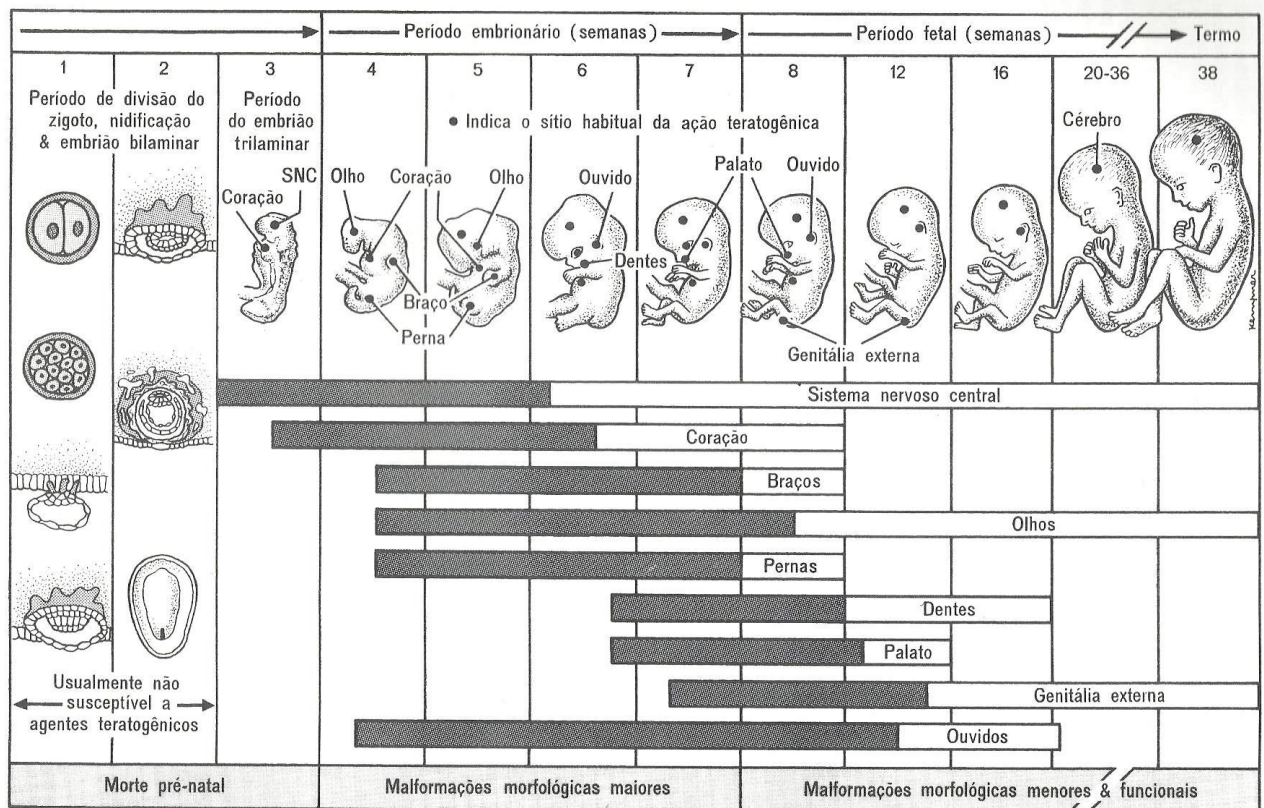 Período embrionário (semanas)
Período fetal (semanas)
Termo
1 2 3 4 5 6 7 8 12 16 20-36 38
Período de divisão do
zigoto, nidificação
& embrião bilaminar
Período
do embrião
trilaminar
• Indica o sítio habitual da ação teratogênica
Coração
SNC
Olho
Coração
Olho
Ouvido
Palato
Ouvido
Cérebro
Dentes
Braço
Perna
Genitália externa
Sistema nervoso central
Coração
Braços
Olhos
Pernas
Dentes
Palato
Genitália externa
Ouvidos
Usualmente não
susceptível a
agentes teratogênicos
Morte pré-natal
Malformações morfológicas maiores
Malformações morfológicas menores & funcionais